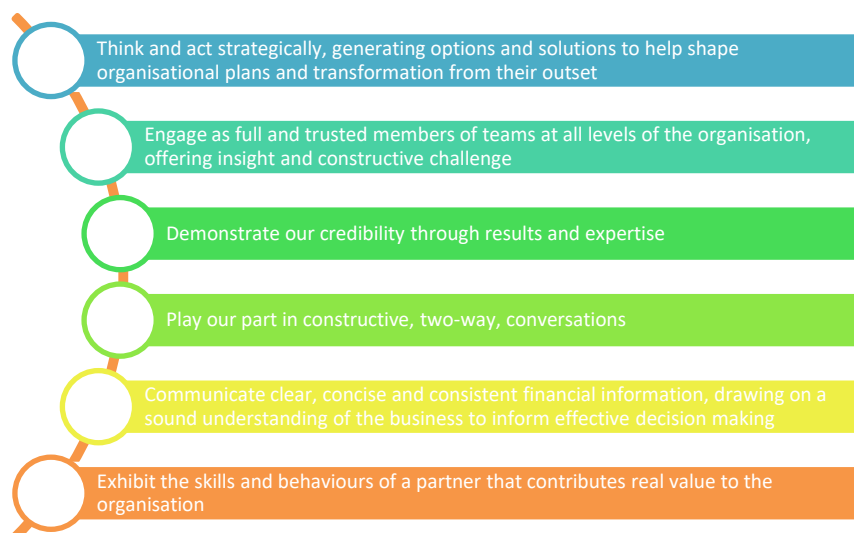 Think and act strategically, generating options and solutions to help shape
organisational plans and transformation from their outset
Engage as full and trusted members of teams at all levels of the organisation,
offering insight and constructive challenge
Demonstrate our credibility through results and expertise
Play our part in constructive, two-way, conversations
Communicate clear, concise and consistent financial information, drawing on a
sound understanding of the business to inform effective decision making
Exhibit the skills and behaviours of a partner that contributes real value to the
organisation